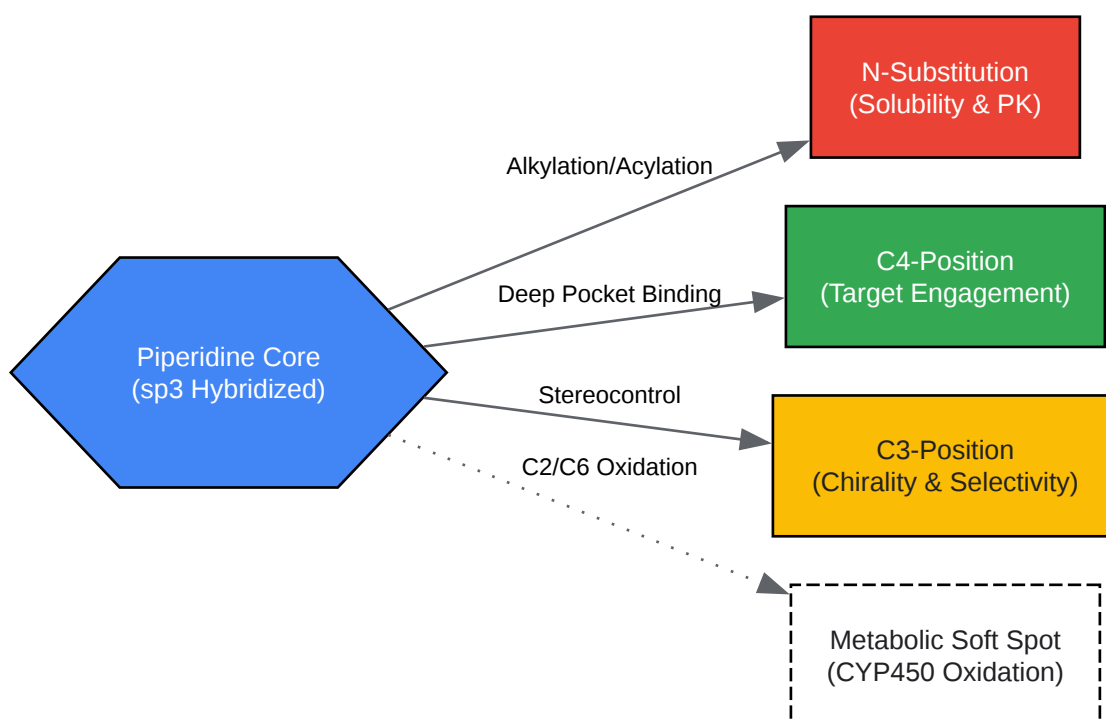 N-Substitution
(Solubility & PK)
Alkylation/Acylation
C4-Position
(Target Engagement)
Deep Pocket Binding
Piperidine Core
(sp3 Hybridized)
Stereocontrol
C3-Position
(Chirality & Selectivity)
C2/C6 Oxidation
Metabolic Soft Spot
(CYP450 Oxidation)